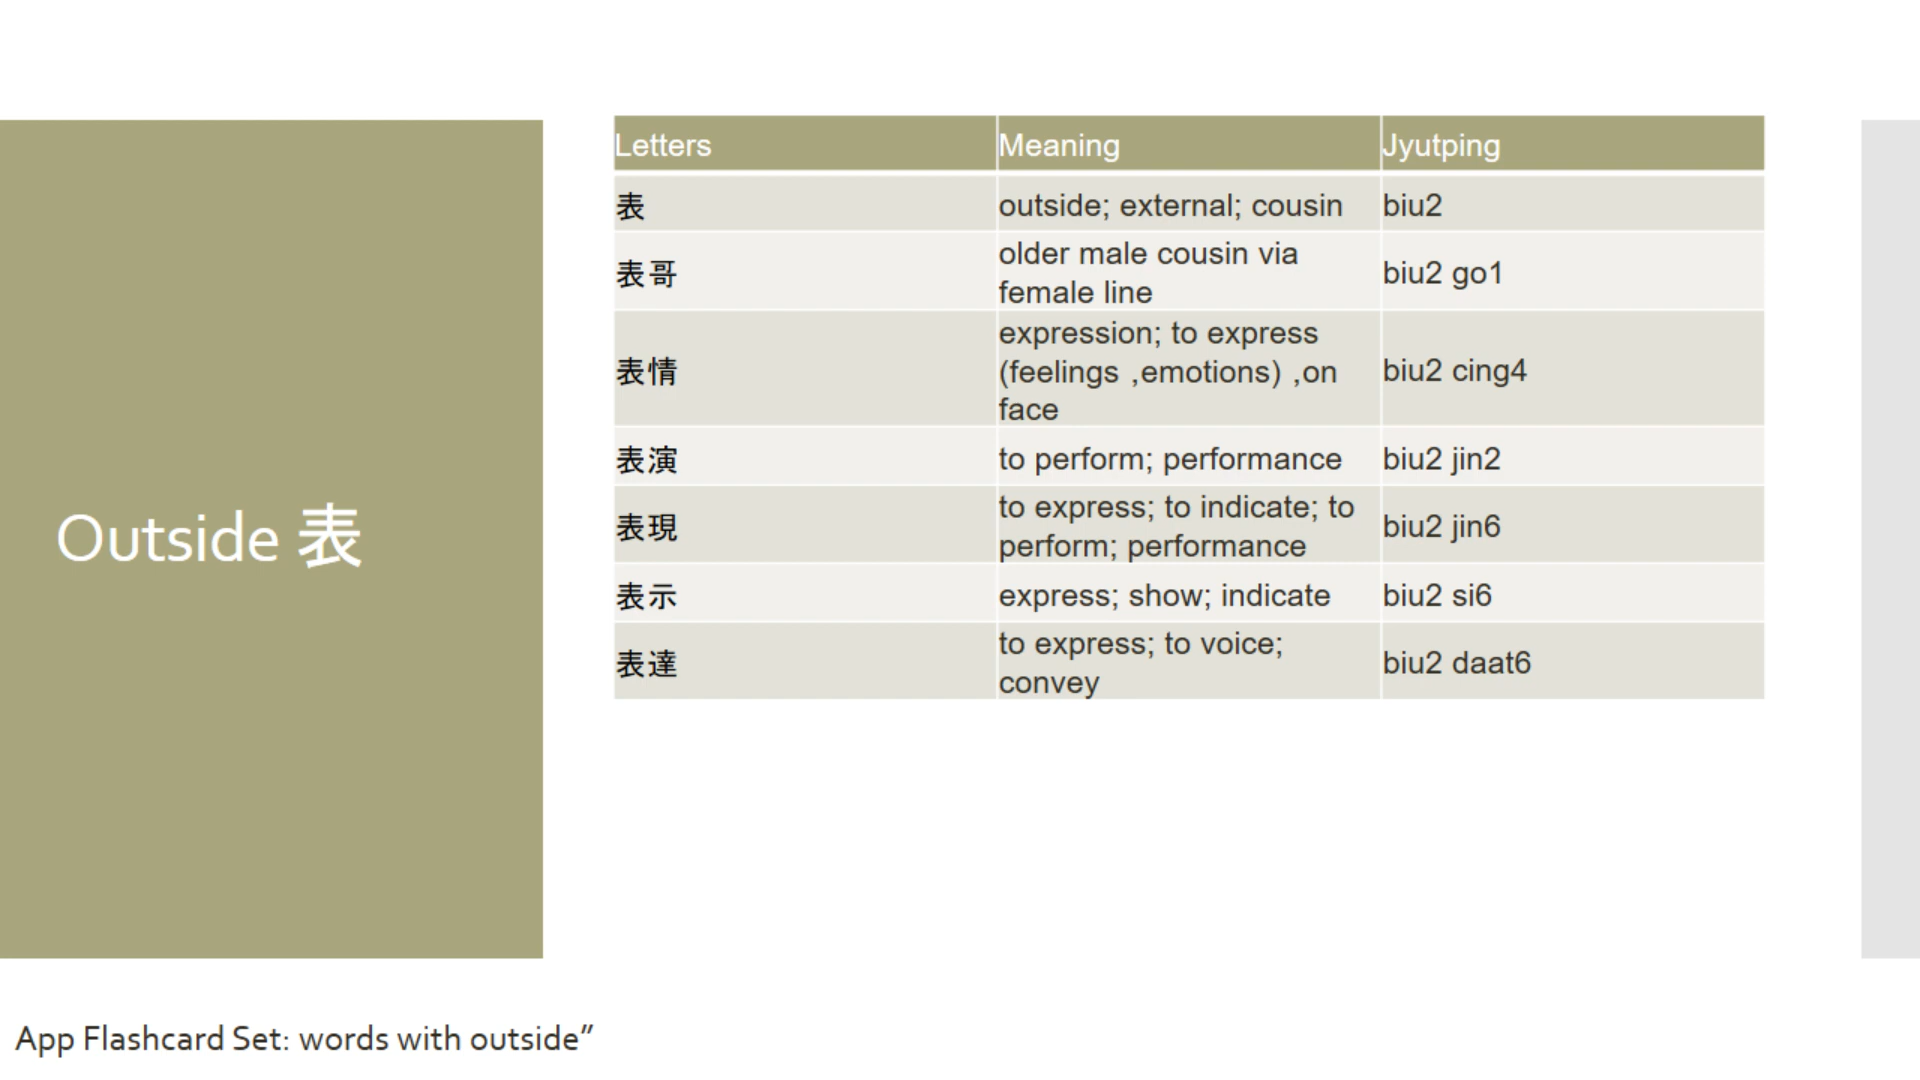 Outside 表
Letters Meaning Jyutping
表 outside; external; cousin biu2
表哥 older male cousin via
female line biu2 go1
表情 expression; to express
(feelings ,emotions) ,on
face biu2 cing4
表演 to perform; performance biu2 jin2
表現 to express; to indicate; to
perform; performance biu2 jin6
表示 express; show; indicate biu2 si6
表達 to express; to voice;
convey biu2 daat6
App Flashcard Set: words with outside”